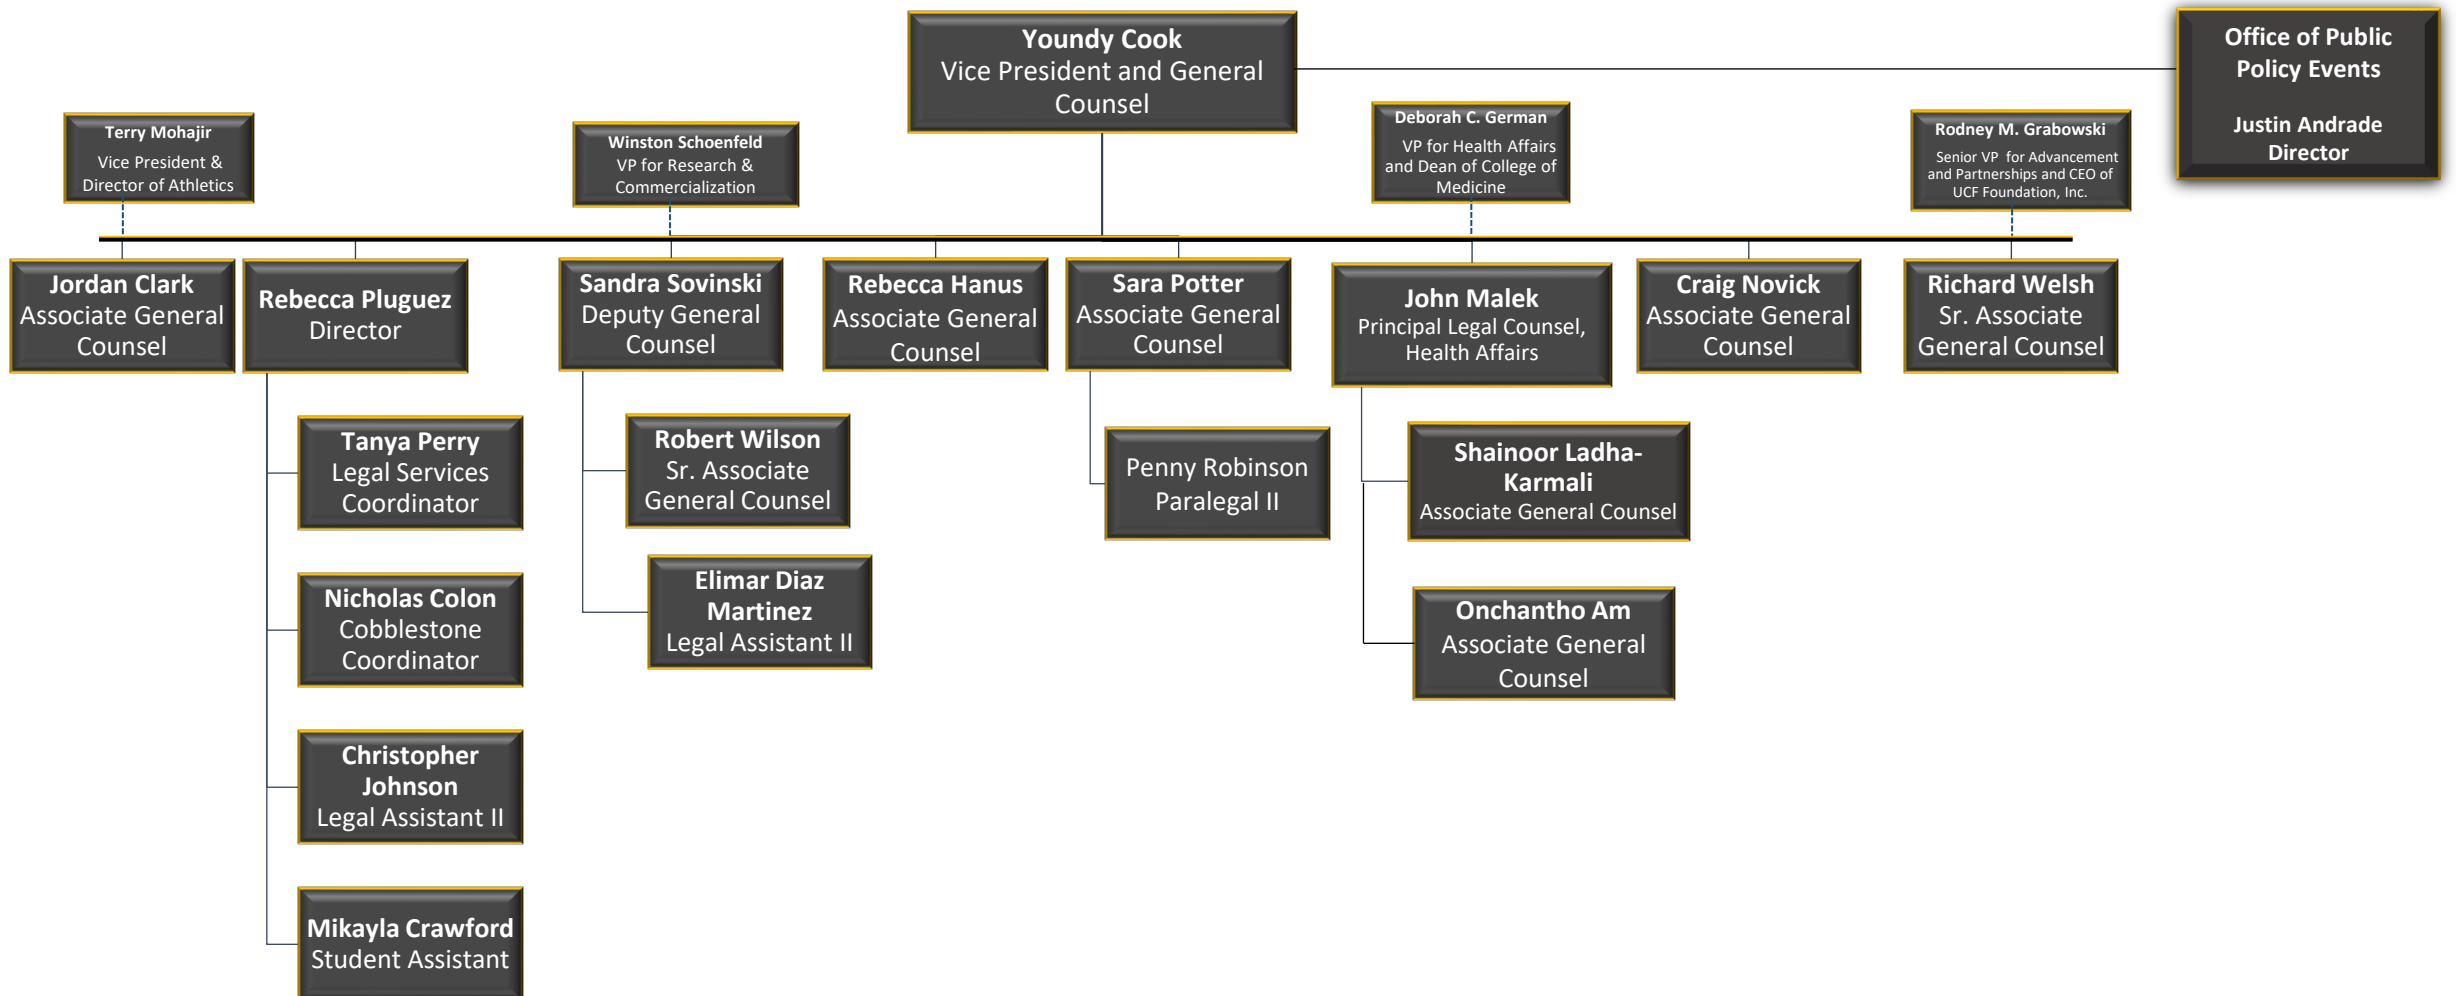 Youndy Cook
Vice President and General
Counsel
Office of Public
Policy Events
Justin Andrade
Director
Terry Mohajir
Vice President &
Director of Athletics
Winston Schoenfeld
VP for Research &
Commercialization
Deborah C. German
VP for Health Affairs
and Dean of College of
Medicine
Rodney M. Grabowski
Senior VP for Advancement
and Partnerships and CEO of
UCF Foundation, Inc.
Jordan Clark
Associate General
Counsel
Rebecca Pluguez
Director
Sandra Sovinski
Deputy General
Counsel
Rebecca Hanus
Associate General
Counsel
Sara Potter
Associate General
Counsel
John Malek
Principal Legal Counsel,
Health Affairs
Craig Novick
Associate General
Counsel
Richard Welsh
Sr. Associate
General Counsel
Tanya Perry
Legal Services
Coordinator
Robert Wilson
Sr. Associate
General Counsel
Penny Robinson
Paralegal II
Shainoor Ladha-
Karmali
Associate General Counsel
Nicholas Colon
Cobblestone
Coordinator
Elimar Diaz
Martinez
Legal Assistant II
Onchantho Am
Associate General
Counsel
Christopher
Johnson
Legal Assistant II
Mikayla Crawford
Student Assistant